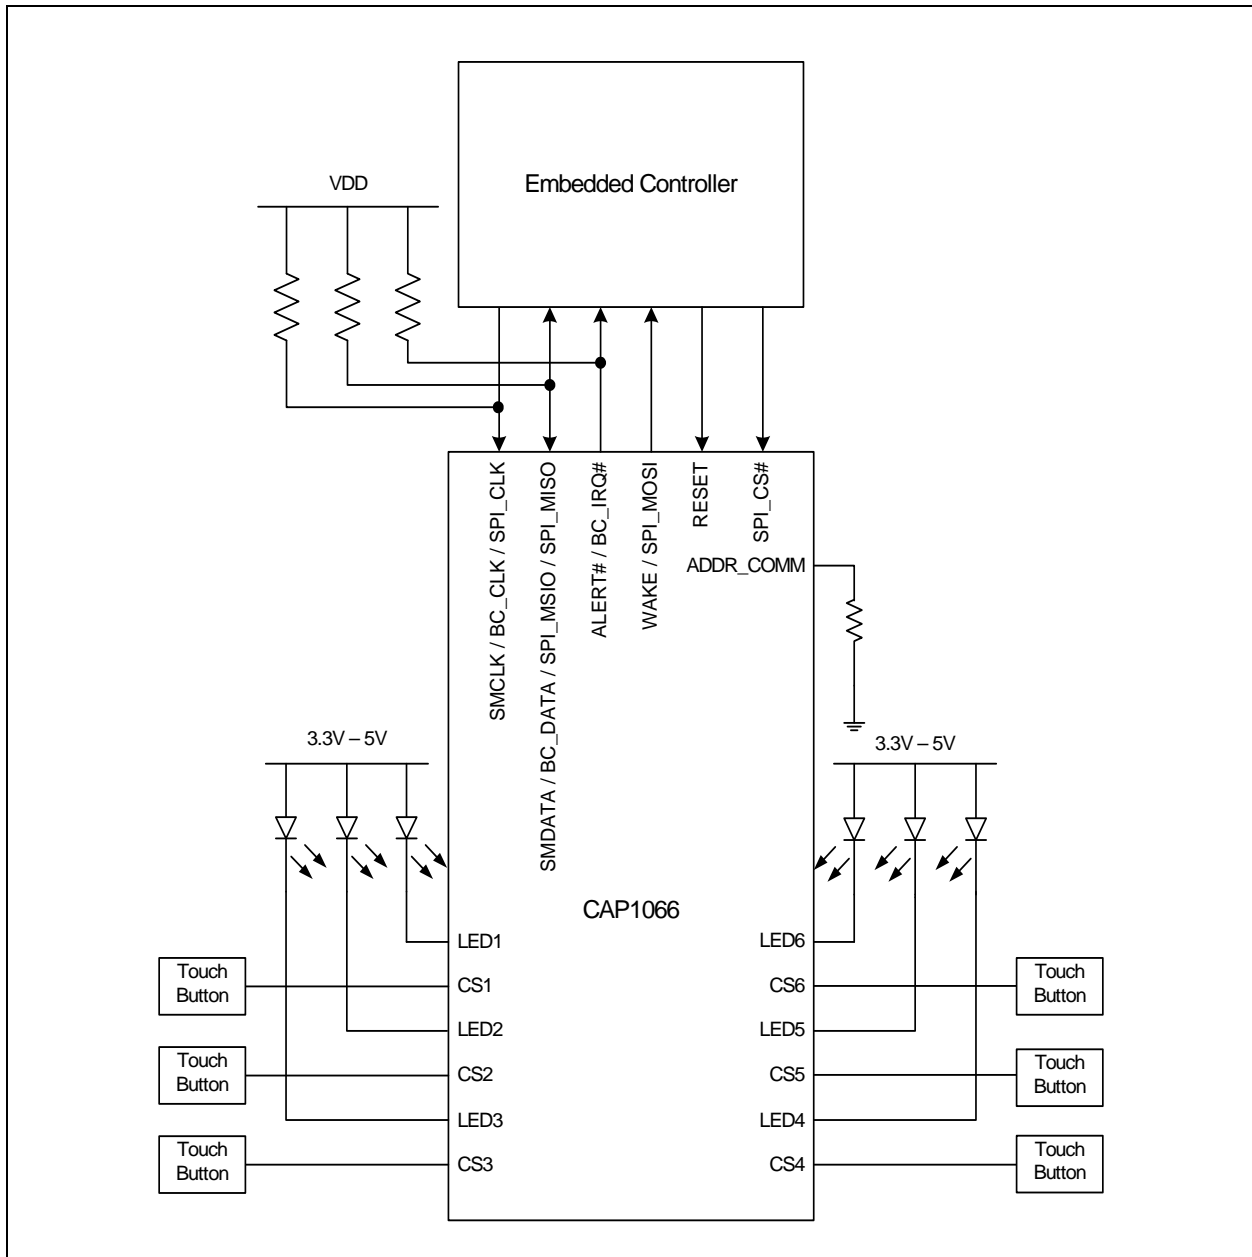 Embedded Controller
VDD
SMCLK / BC_CLK / SPI_CLK
SMDATA / BC_DATA / SPI_MSIO / SPI_MISO
ALERT# / BC_IRQ#
WAKE / SPI_MOSI
RESET
SPI_CS#
ADDR_COMM
3.3V – 5V
3.3V – 5V
CAP1066
LED1
LED6
Touch
Button
CS1
CS6
Touch
Button
LED2
LED5
Touch
Button
CS2
CS5
Touch
Button
LED3
LED4
Touch
Button
CS3
CS4
Touch
Button